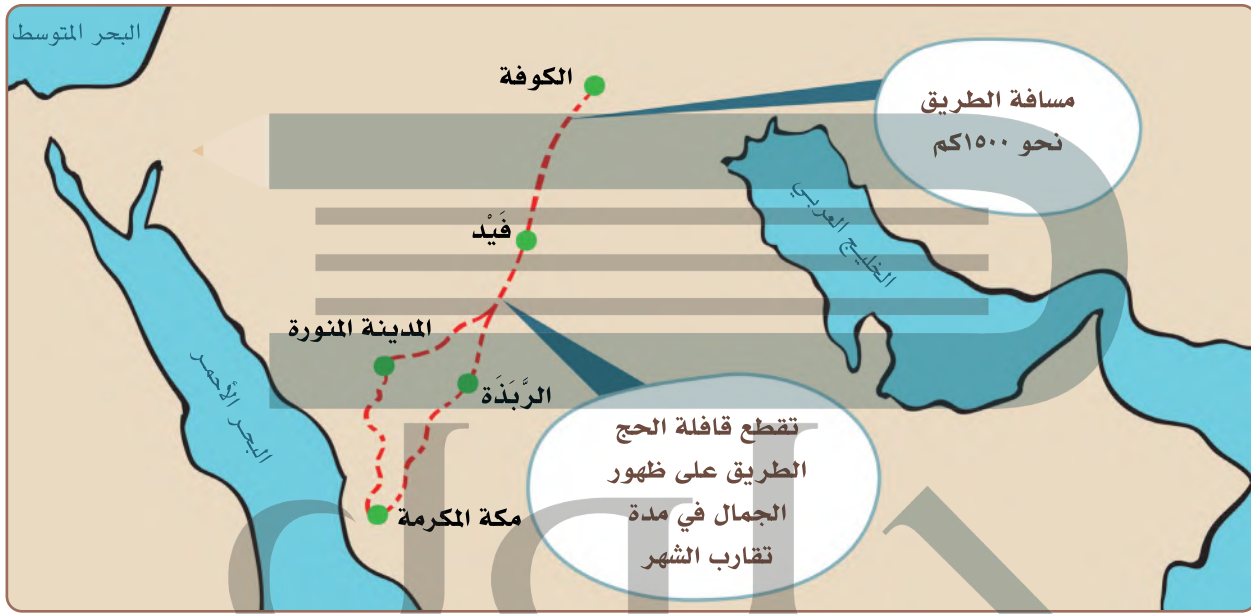 البحر المتوسط
الكوفة
مسافة الطريق
نحو ١٥٠٠كم
الخليج العربي
فَيْد
المدينة المنورة
الرَّبَذَة
البحر الأحمر
تقطع قافلة الحج
الطريق على ظهور
الجمال في مدة
تقارب الشهر
مكة المكرمة